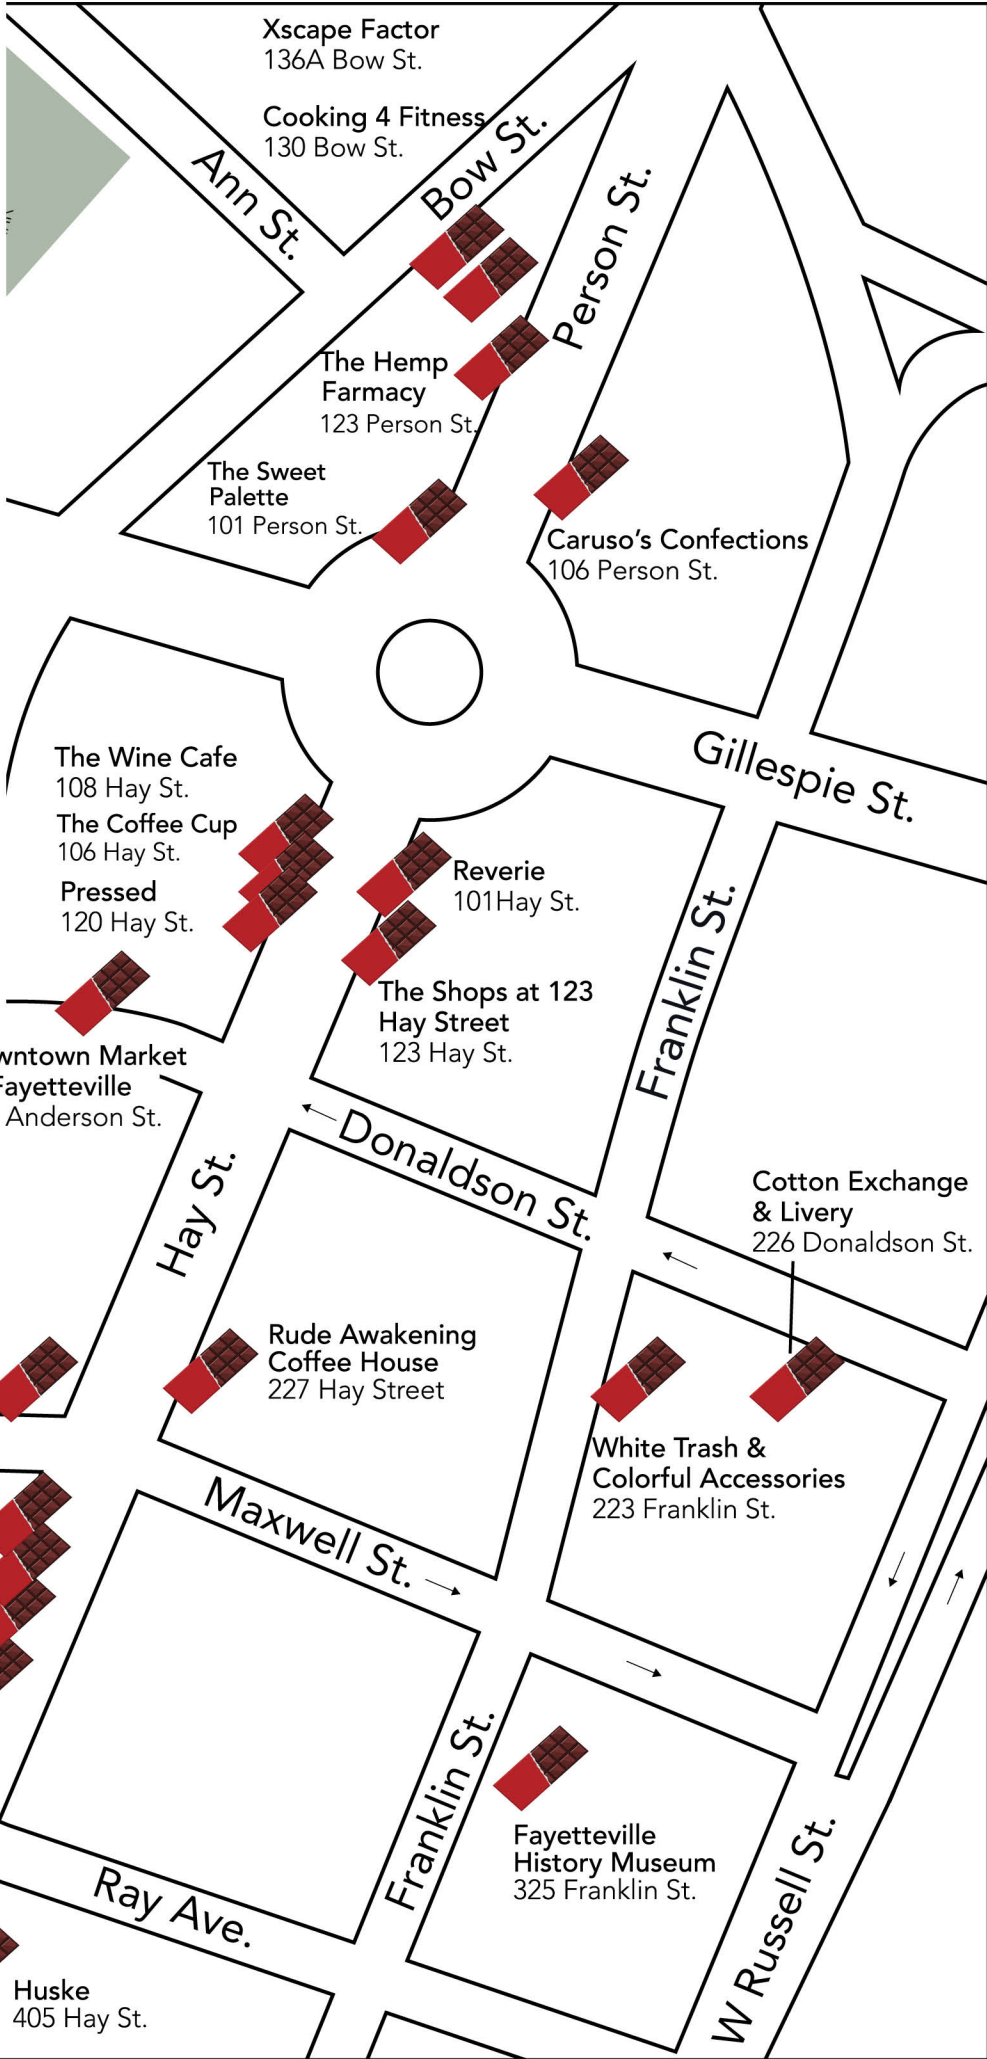 Xscape Factor
136A Bow St.
Cooking 4 Fitness
130 Bow St.
Bow St.
Ann St.
Person St.
The Hemp
Farmacy
123 Person St.
The Sweet
Palette
101 Person St.
Caruso's Confections
106 Person St.
Gillespie St.
The Wine Cafe
108 Hay St.
The Coffee Cup
106 Hay St.
Pressed
120 Hay St.
Reverie
101Hay St.
Franklin St.
The Shops at 123
Hay Street
123 Hay St.
wntown Market
Fayetteville
Anderson St.
Donaldson St.
Hay St.
Cotton Exchange
& Livery
226 Donaldson St.
Rude Awakening
Coffee House
227 Hay Street
White Trash &
Colorful Accessories
223 Franklin St.
Maxwell St.
Franklin St.
Fayetteville
History Museum
325 Franklin St.
W Russell St.
Ray Ave.
Huske
405 Hay St.